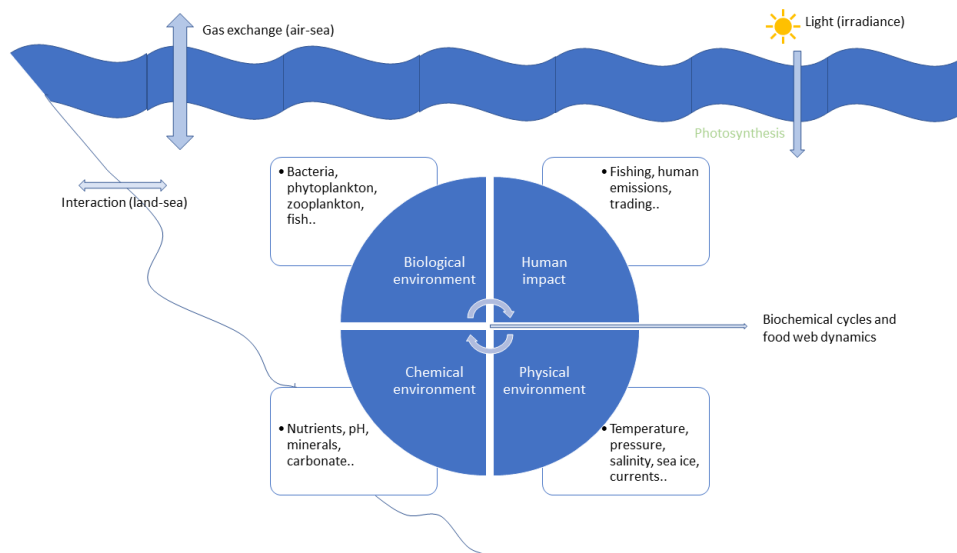 Gas exchange (air-sea)
Light (irradiance)
Photosynthesis
Interaction (land-sea)
• Bacteria,
phytoplankton,
zooplankton,
fish..
• Fishing, human
emissions,
trading..
Biological
environment
Human
impact
Biochemical cycles and
food web dynamics
Chemical
environment
Physical
environment
• Nutrients, pH,
minerals,
carbonate..
• Temperature,
pressure,
salinity, sea ice,
currents..